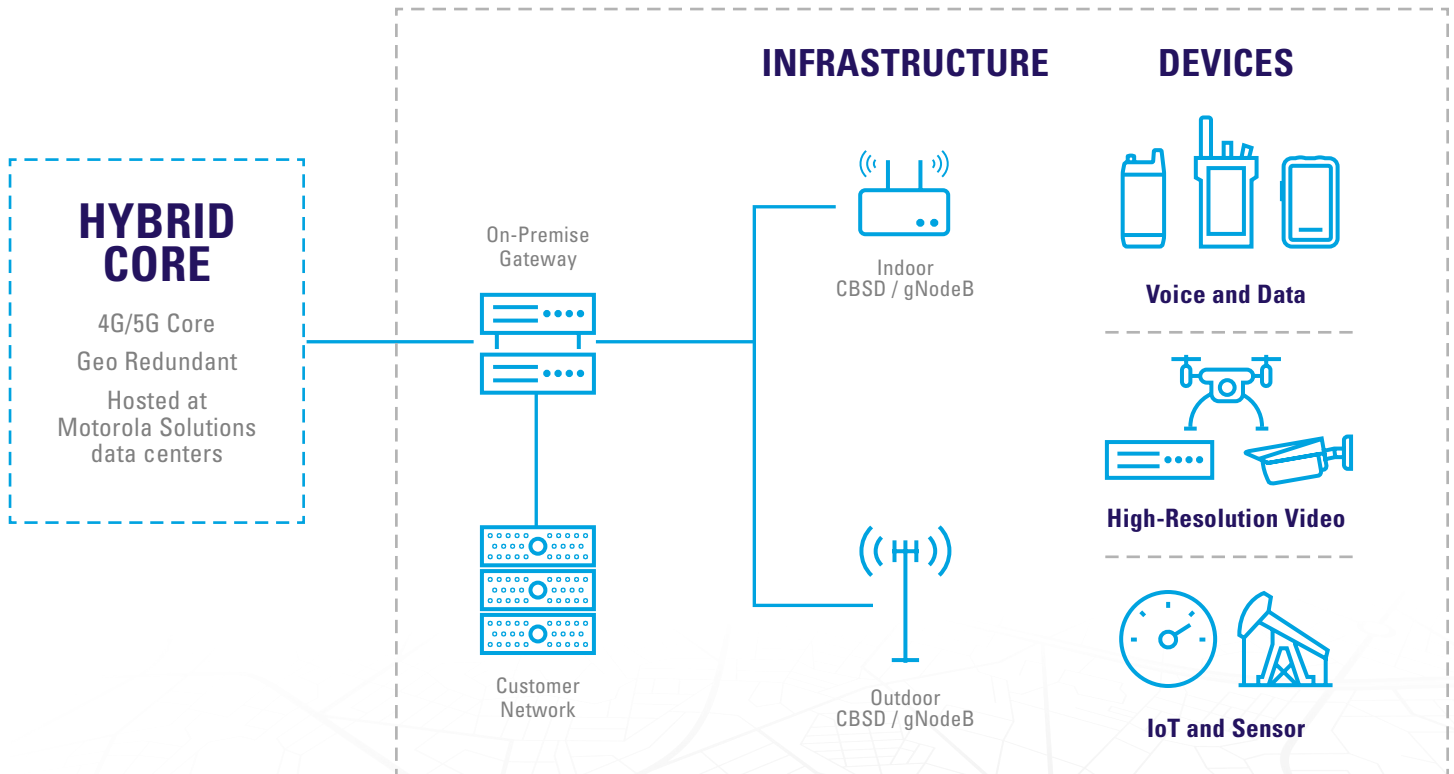 HYBRID
CORE
4G/5G Core
Geo Redundant
Hosted at
Motorola Solutions
data centers
On-Premise
Gateway
Customer
Network
INFRASTRUCTURE
Indoor
CBSD / gNodeB
Outdoor
CBSD / gNodeB
DEVICES
Voice and Data
High-Resolution Video
IoT and Sensor